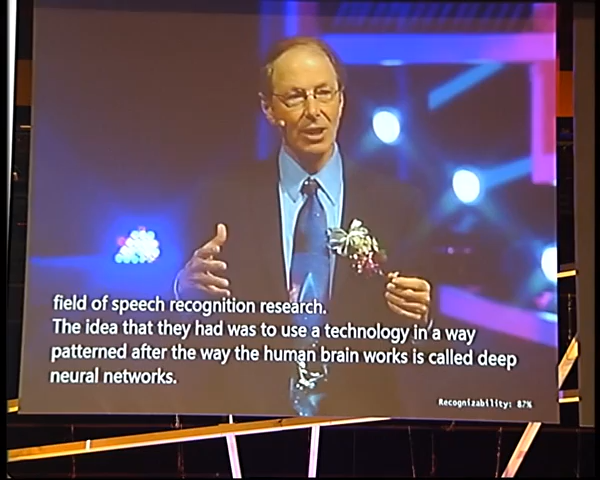 field of speech recognition research.
The idea that they had was to use a technology in a way
patterned after the way the human brain works is called deep
neural networks.
Recognizability: 87%